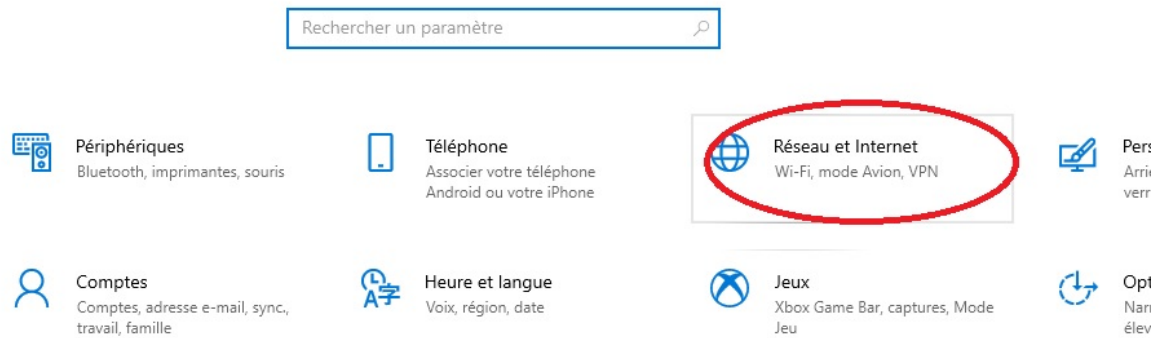 Rechercher un paramètre
Périphériques
Bluetooth, imprimantes, souris
Téléphone
Associer votre téléphone
Android ou votre iPhone
Réseau et Internet
Wi-Fi, mode Avion, VPN
Comptes
Comptes, adresse e-mail, sync.,
travail, famille
Heure et langue
Voix, région, date
Jeux
Xbox Game Bar, captures, Mode
Jeu